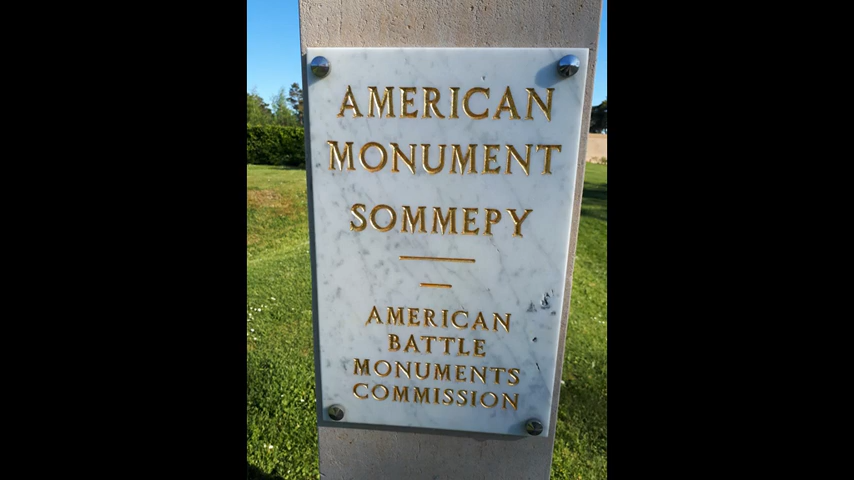 AMERICAN
MONUMENT
SOMMEPY
AMERICAN
BATTLE
MONUMENTS
COMMISSION